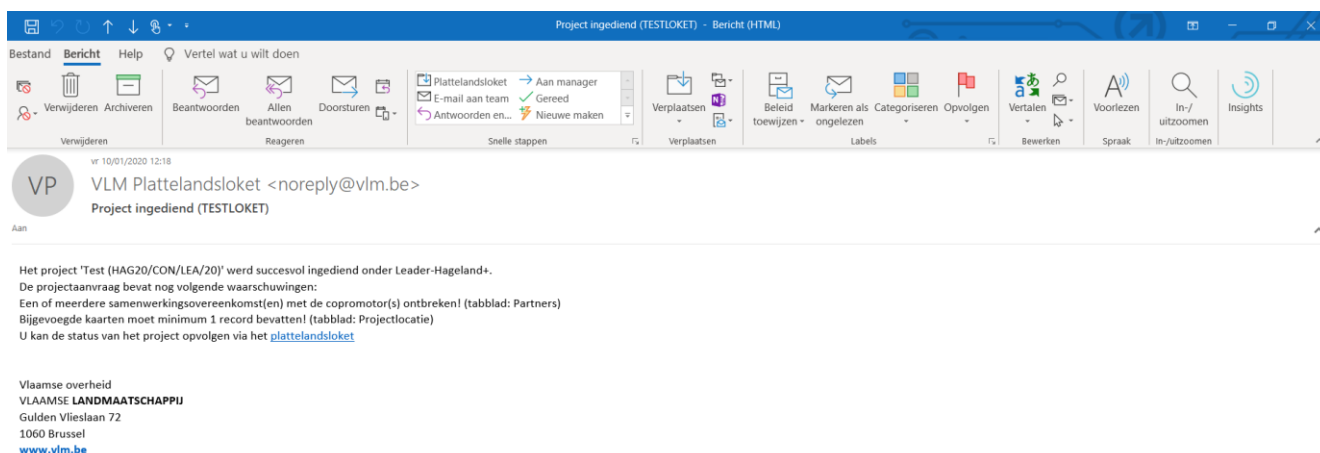 Project ingediend (TESTLOKET) - Bericht (HTML)
Bestand Bericht Help Vertel wat u wilt doen
Verwijderen Archiveren
Beantwoorden Allen beantwoorden Doorsturen
Plattelandsloket Aan manager
E-mail aan team Gereed
Antwoorden en... Nieuwe maken
Verplaatsen
Beleid toewijzen Markeren als ongelezen Categoriseren Opvolgen
Vertalen
Voorlezen
In-/ uitzoomen
Insights
Verwijderen Reageren Snelle stappen Verplaatsen Labels Bewerken Spraak In-/uitzoomen
vr 10/01/2020 12:18
VP
VLM Plattelandsloket <noreply@vlm.be>
Project ingediend (TESTLOKET)
Aan
Het project 'Test (HAG20/CON/LEA/20)' werd succesvol ingediend onder Leader-Hageland+.
De projectaanvraag bevat nog volgende waarschuwingen:
Een of meerdere samenwerkingsovereenkomst(en) met de copromotor(s) ontbreken! (tabblad: Partners)
Bijgevoegde kaarten moet minimum 1 record bevatten! (tabblad: Projectlocatie)
U kan de status van het project opvolgen via het plattelandsloket
Vlaamse overheid
VLAAMSE LANDMAATSCHAPPIJ
Gulden Vlieslaan 72
1060 Brussel
www.vlm.be